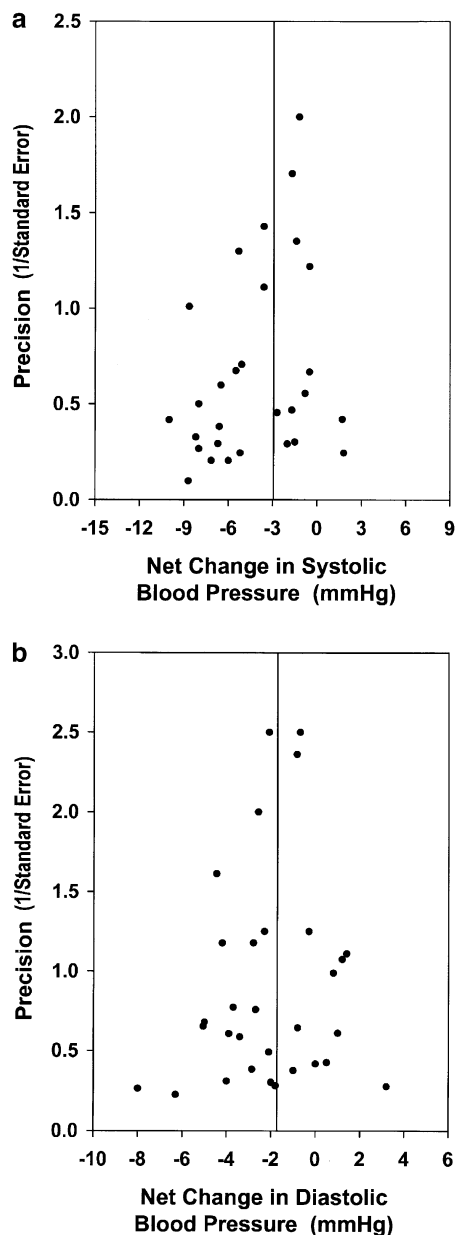 a
2.5
2.0
1.5
1.0
0.5
0.0
Precision (1/Standard Error)
-15 -12 -9 -6 -3 0 3 6 9
Net Change in Systolic
Blood Pressure (mmHg)
b
3.0
2.5
2.0
1.5
1.0
0.5
0.0
Precision (1/Standard Error)
-10 -8 -6 -4 -2 0 2 4 6
Net Change in Diastolic
Blood Pressure (mmHg)